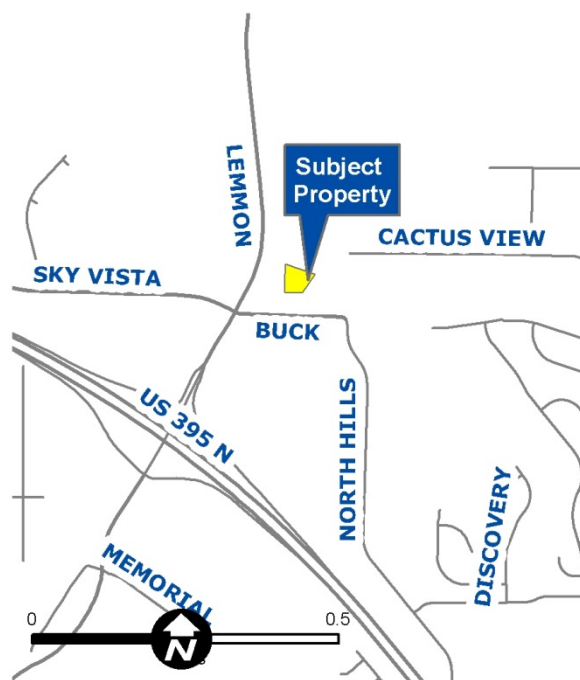 LEMMON
Subject
Property
CACTUS VIEW
SKY VISTA
BUCK
US 395 N
NORTH HILLS
DISCOVERY
MEMORIAL
0
0.5
N